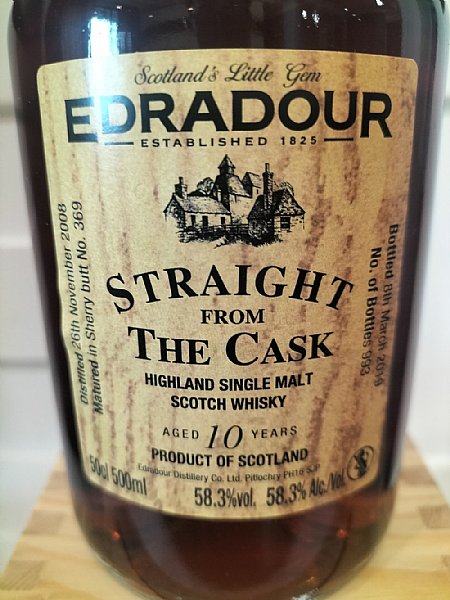 Scotland's Little Gem
EDRADOUR
ESTABLISHED 1825
Distilled 26th November 2008
Matured in Sherry butt No. 369
Bottled 8th March 2019
No. of Bottles 993
STRAIGHT
FROM
THE CASK
HIGHLAND SINGLE MALT
SCOTCH WHISKY
AGED 10 YEARS
PRODUCT OF SCOTLAND
Edradour Distillery Co. Ltd. Pitlochry PH16 5JP
50cl 500ml
58.3%vol. 58.3% Alc./Vol.